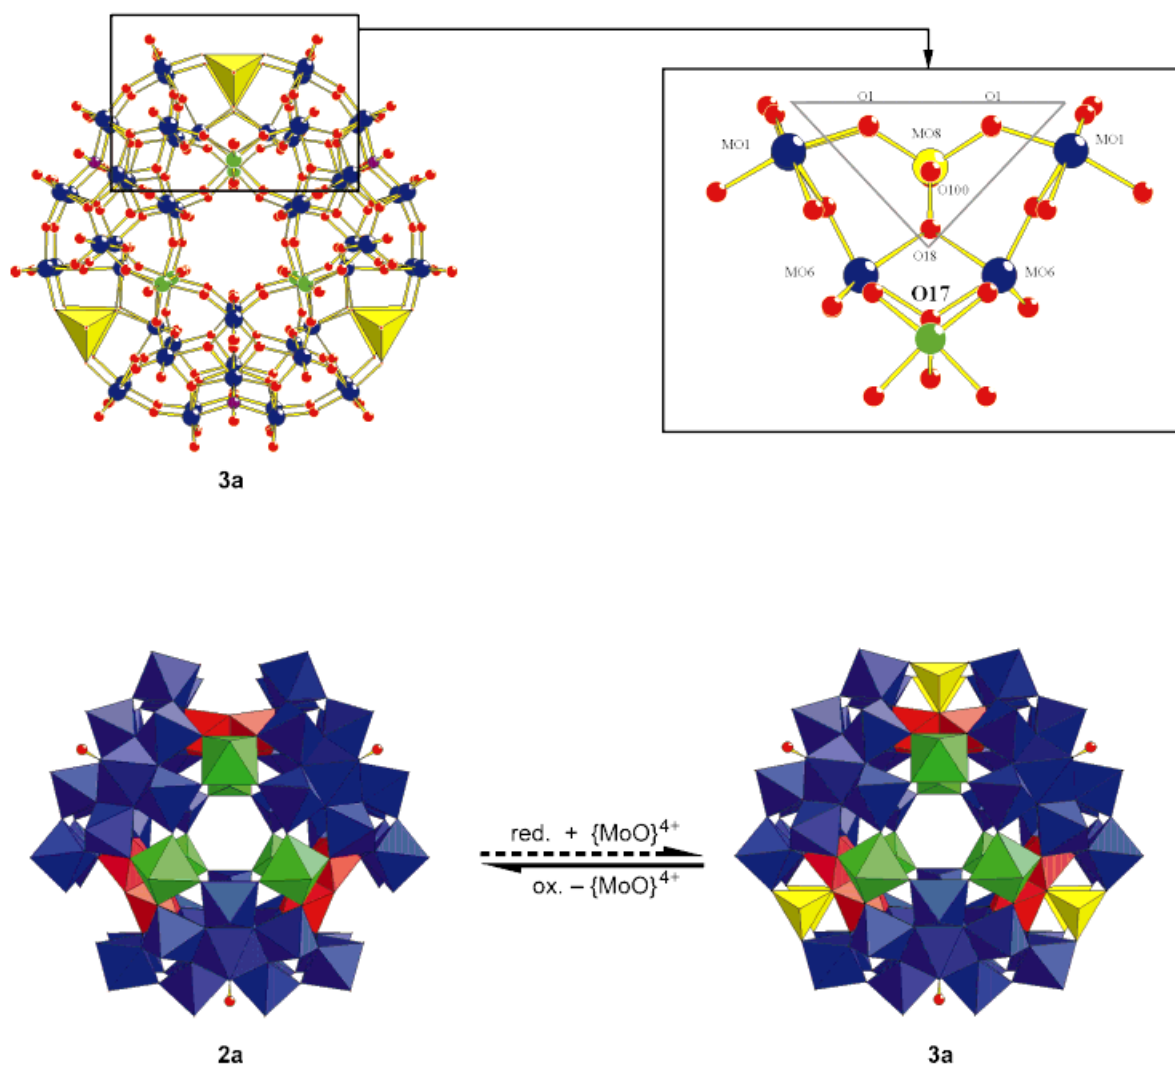 O1 O1
MO1 MO8 MO1
O100
O18
MO6 MO6
O17
3a
red. + {MoO}⁴⁺
ox. – {MoO}⁴⁺
2a 3a